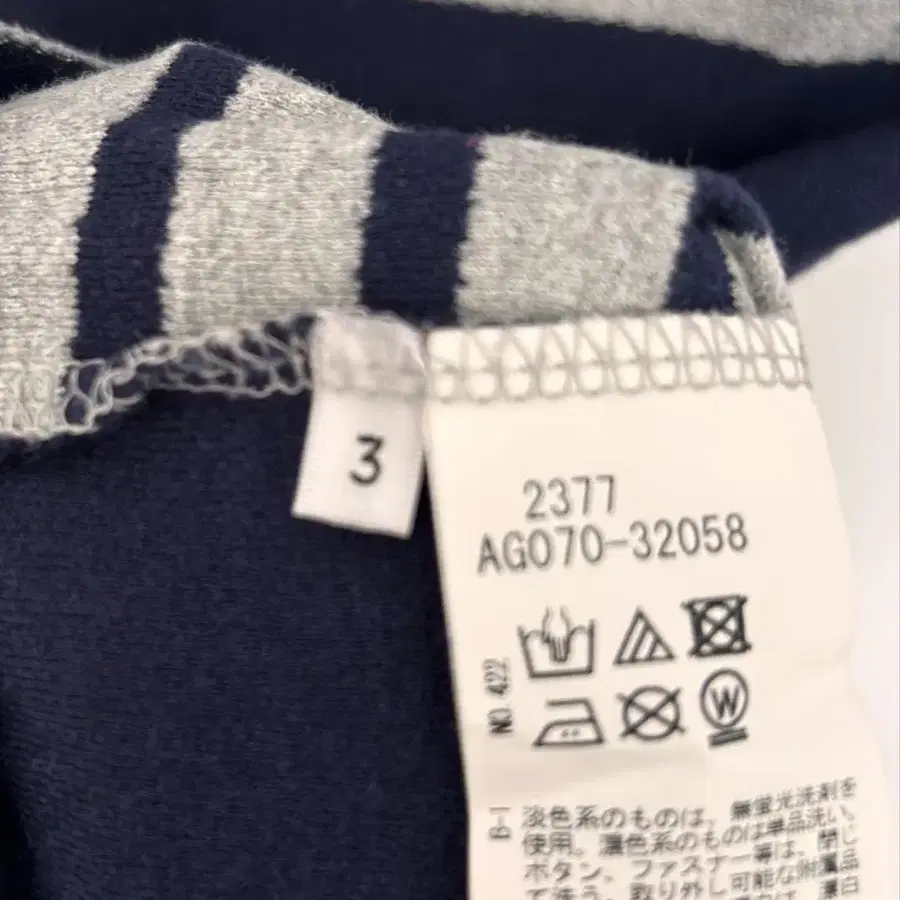 3
2377
AG070-32058
NO.422
W
B-1
淡色系のものは、無蛍光洗剤を
使用。濃色系のものは単品洗い。
ボタン、ファスナー等は、閉じ
て洗う。取り外し可能な附属品